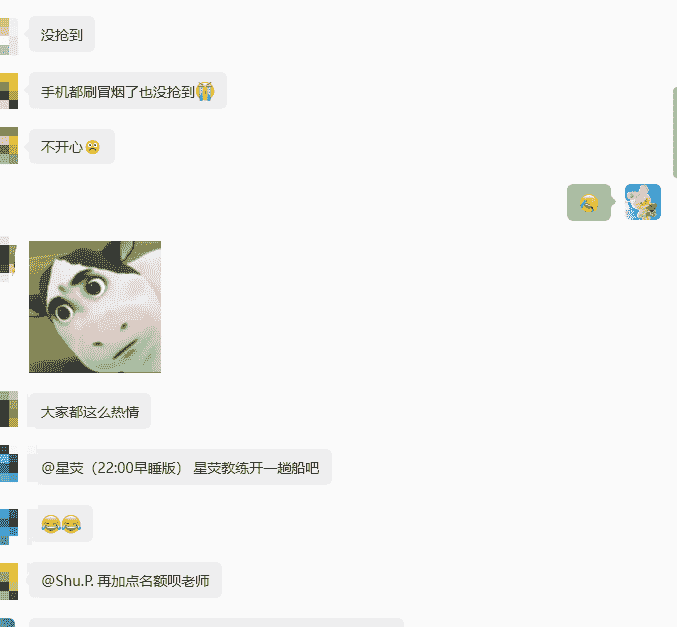 没抢到
手机都刷冒烟了也没抢到😭
不开心🙁
😂
大家都这么热情
@星荧（22:00早睡版） 星荧教练开一趟船吧
😂😂
@Shu.P. 再加点名额呗老师